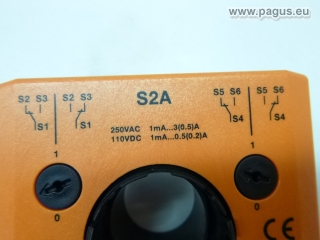 www.pagus.eu
S2 S3 S2 S3 S2A S5 S6 S5 S6
S1 S1 S4 S4
250VAC 1mA...3(0.5)A
110VDC 1mA...0.5(0.2)A
1 1
0 0
CE